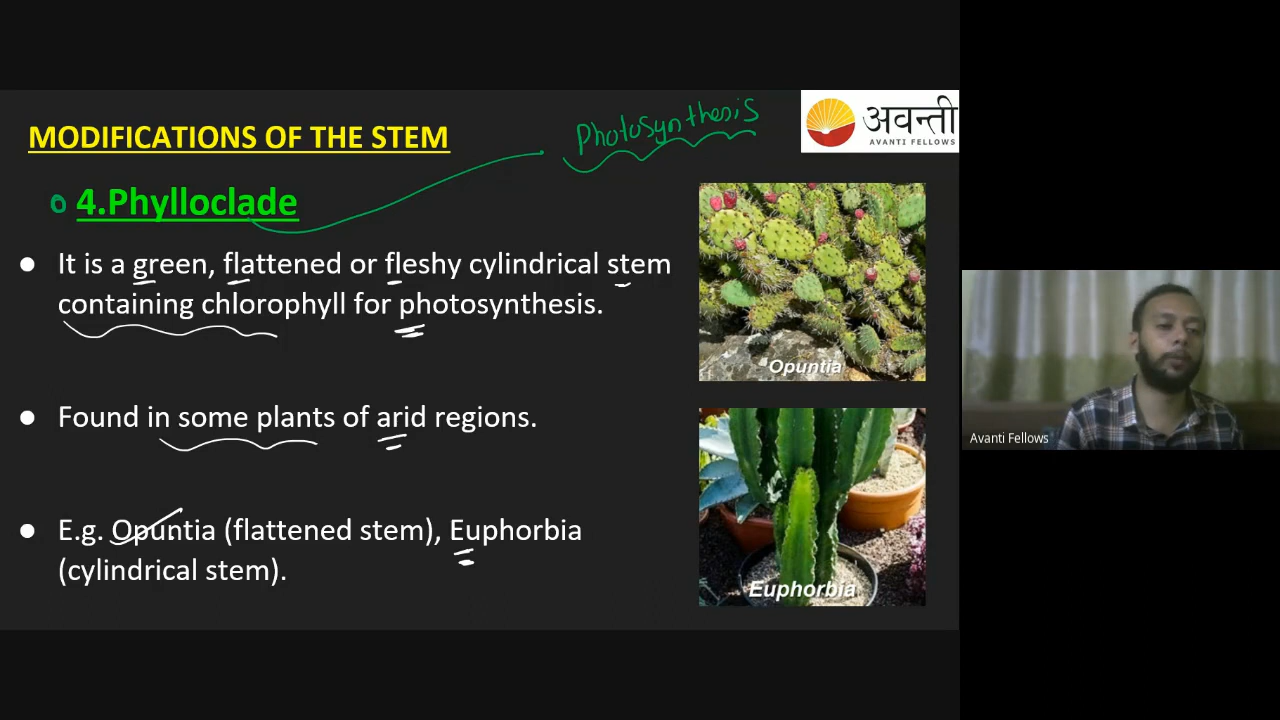 MODIFICATIONS OF THE STEM
Photosynthesis
अवन्ती
AVANTI FELLOWS
4.Phylloclade
● It is a green, flattened or fleshy cylindrical stem
containing chlorophyll for photosynthesis.
● Found in some plants of arid regions.
● E.g. Opuntia (flattened stem), Euphorbia
(cylindrical stem).
Opuntia
Euphorbia
Avanti Fellows